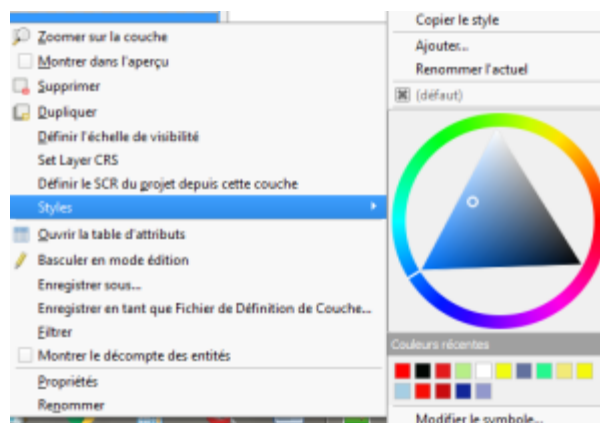 Zoomer sur la couche
Montrer dans l'aperçu
Supprimer
Dupliquer
Définir l'échelle de visibilité
Set Layer CRS
Définir le SCR du projet depuis cette couche
Styles
Ouvrir la table d'attributs
Basculer en mode édition
Enregistrer sous...
Enregistrer en tant que Fichier de Définition de Couche...
Filtrer
Montrer le décompte des entités
Propriétés
Renommer
Copier le style
Ajouter...
Renommer l'actuel
(défaut)
Couleurs récentes
Modifier le symbole...